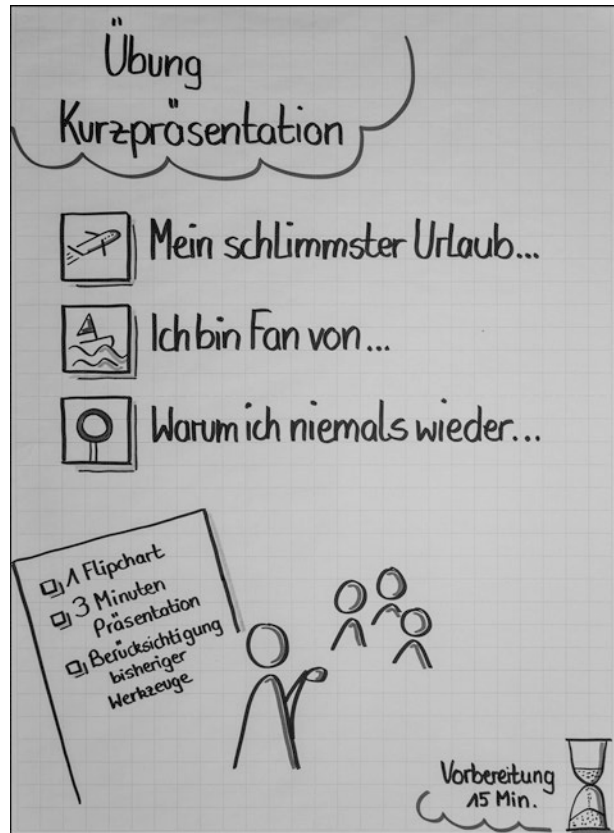 Übung
Kurzpräsentation
Mein schlimmster Urlaub...
Ich bin Fan von...
Warum ich niemals wieder...
1 Flipchart
3 Minuten
Präsentation
Berücksichtigung
bisheriger
Werkzeuge
Vorbereitung
15 Min.